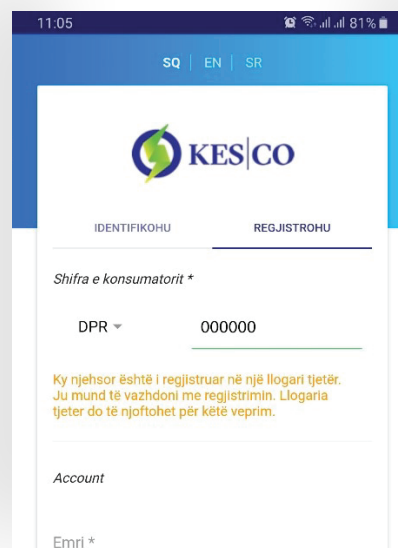 11:05 81%
SQ | EN | SR
KES|CO
IDENTIFIKOHU REGJISTROHU
Shifra e konsumatorit *
DPR 000000
Ky njehsor është i regjistruar në një llogari tjetër.
Ju mund të vazhdoni me regjistrimin. Llogaria
tjeter do të njoftohet për këtë veprim.
Account
Emri *